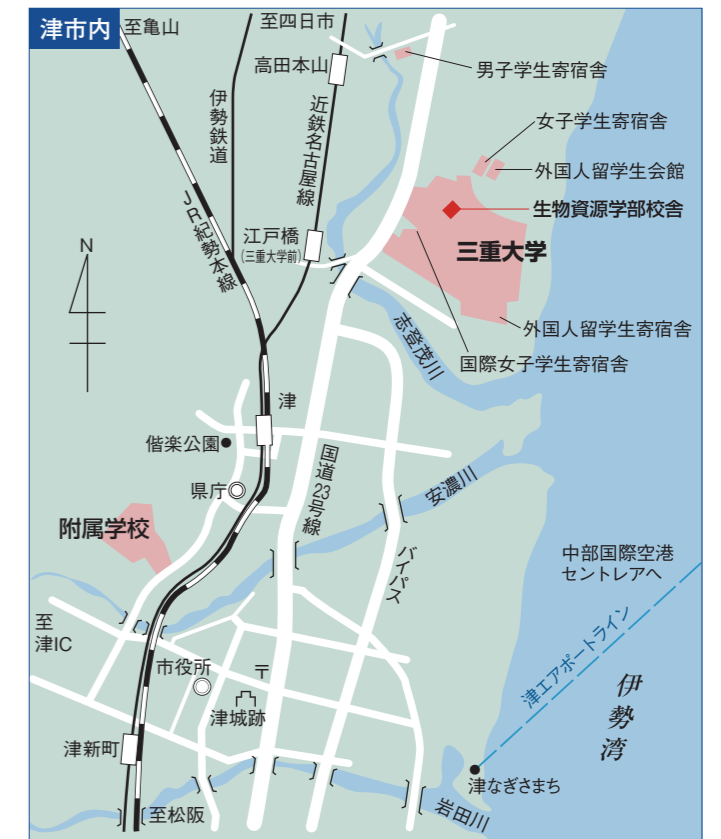 津市内
至亀山
至四日市
高田本山
男子学生寄宿舎
伊勢鉄道
近鉄名古屋線
女子学生寄宿舎
外国人留学生会館
生物資源学部校舎
JR紀勢本線
江戸橋
(三重大学前)
三重大学
N
志登茂川
外国人留学生寄宿舎
国際女子学生寄宿舎
津
偕楽公園
国道23号線
県庁
安濃川
附属学校
バイパス
中部国際空港
セントレアへ
至
津IC
津エアポートライン
市役所
〒
津城跡
伊勢湾
津新町
津なぎさまち
至松阪
岩田川